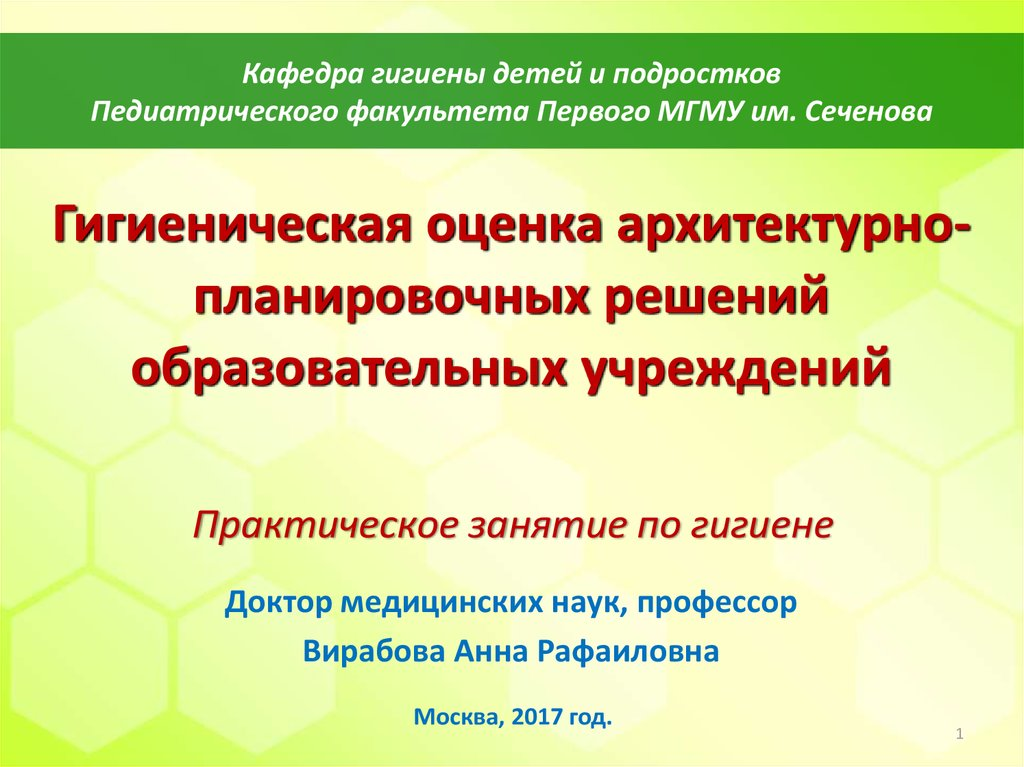 Кафедра гигиены детей и подростков
Педиатрического факультета Первого МГМУ им. Сеченова
Гигиеническая оценка архитектурно-
планировочных решений
образовательных учреждений
Практическое занятие по гигиене
Доктор медицинских наук, профессор
Вирабова Анна Рафаиловна
Москва, 2017 год.
1